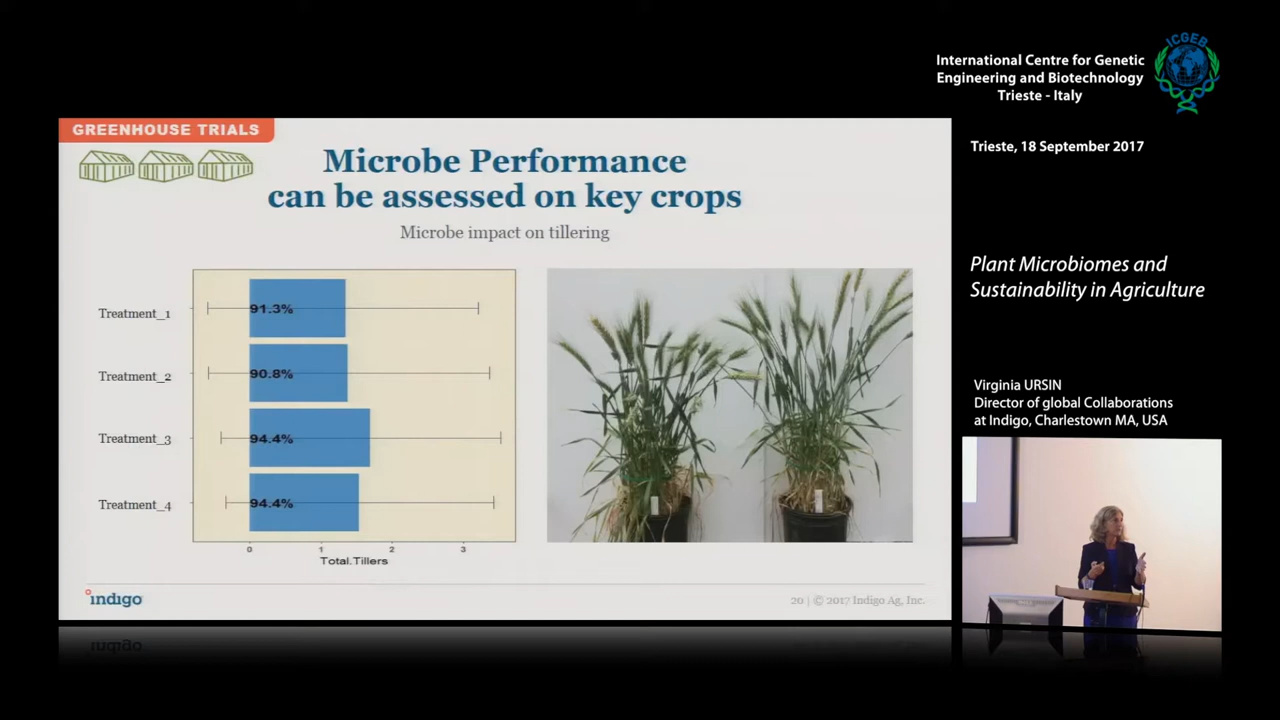 ICGEB
International Centre for Genetic
Engineering and Biotechnology
Trieste - Italy
Trieste, 18 September 2017
GREENHOUSE TRIALS
Microbe Performance
can be assessed on key crops
Microbe impact on tillering
Treatment_1
91.3%
Treatment_2
90.8%
Treatment_3
94.4%
Treatment_4
94.4%
0 1 2 3
Total.Tillers
indigo
20 | © 2017 Indigo Ag, Inc.
Plant Microbiomes and
Sustainability in Agriculture
Virginia URSIN
Director of global Collaborations
at Indigo, Charlestown MA, USA